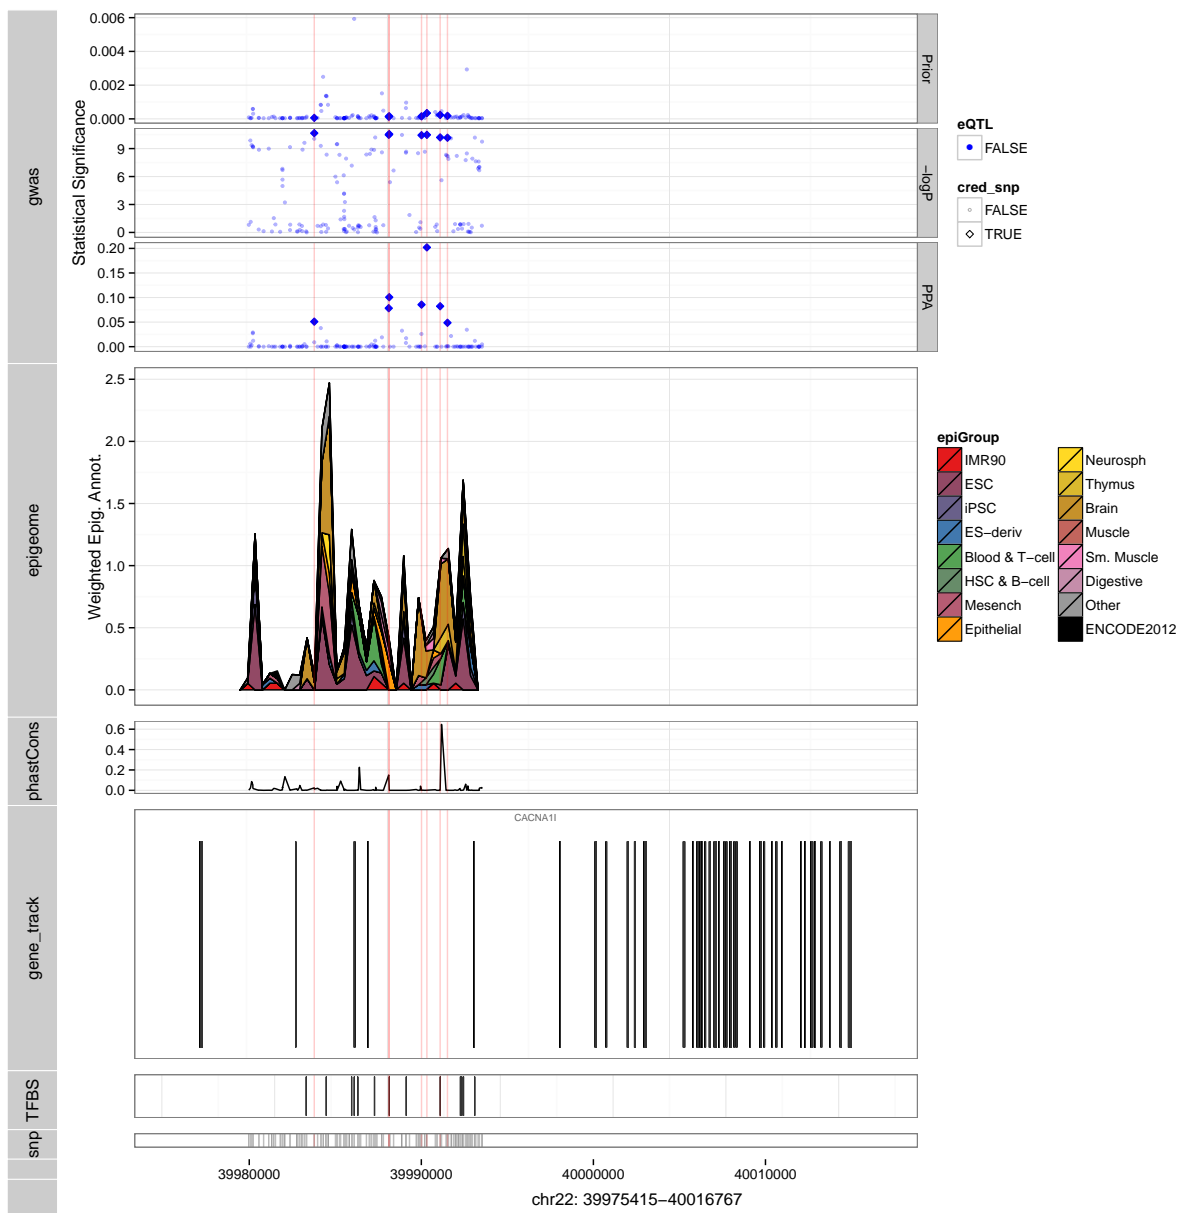 gwas
Statistical Significance
0.006
0.004
0.002
0.000
Prior
9
6
3
0
−logP
0.20
0.15
0.10
0.05
0.00
PPA
eQTL
FALSE
cred_snp
FALSE
TRUE
epigeome
Weighted Epig. Annot.
2.5
2.0
1.5
1.0
0.5
0.0
epiGroup
IMR90
ESC
iPSC
ES−deriv
Blood & T−cell
HSC & B−cell
Mesench
Epithelial
Neurosph
Thymus
Brain
Muscle
Sm. Muscle
Digestive
Other
ENCODE2012
phastCons
0.6
0.4
0.2
0.0
gene_track
CACNA1I
TFBS
snp
39980000 39990000 40000000 40010000
chr22: 39975415−40016767